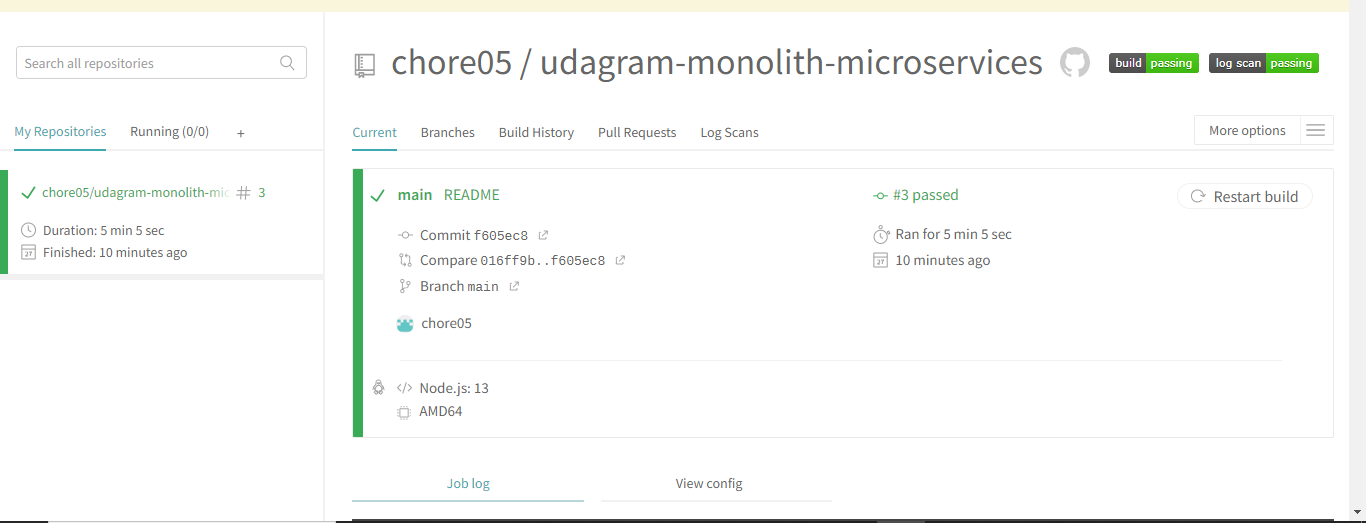 Search all repositories
My Repositories
Running (0/0)
+
chore05/udagram-monolith-mic
# 3
Duration: 5 min 5 sec
Finished: 10 minutes ago
chore05 / udagram-monolith-microservices
build passing
log scan passing
Current
Branches
Build History
Pull Requests
Log Scans
More options
main README
#3 passed
Restart build
Commit f605ec8
Ran for 5 min 5 sec
Compare 016ff9b..f605ec8
10 minutes ago
Branch main
chore05
Node.js: 13
AMD64
Job log
View config